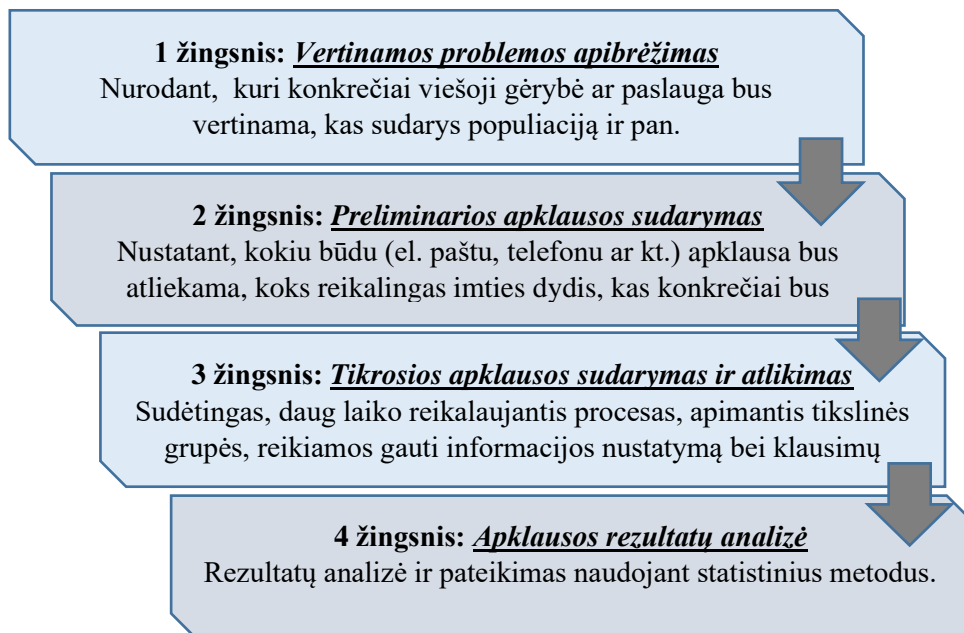 1 žingsnis: Vertinamos problemos apibrėžimas
Nurodant, kuri konkrečiai viešoji gėrybė ar paslauga bus
vertinama, kas sudarys populiaciją ir pan.
2 žingsnis: Preliminarios apklausos sudarymas
Nustatant, kokiu būdu (el. paštu, telefonu ar kt.) apklausa bus
atliekama, koks reikalingas imties dydis, kas konkrečiai bus
3 žingsnis: Tikrosios apklausos sudarymas ir atlikimas
Sudėtingas, daug laiko reikalaujantis procesas, apimantis tikslinės
grupės, reikiamos gauti informacijos nustatymą bei klausimų
4 žingsnis: Apklausos rezultatų analizė
Rezultatų analizė ir pateikimas naudojant statistinius metodus.